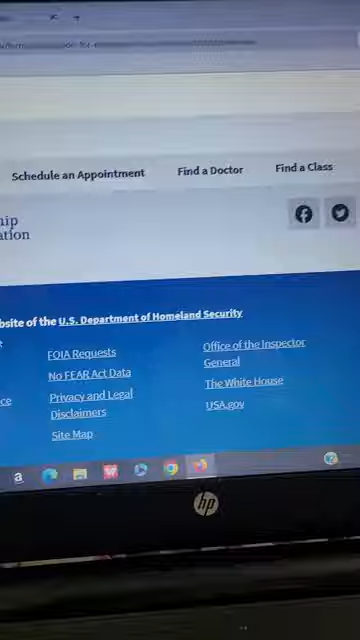 Schedule an Appointment
Find a Doctor
Find a Class
ation
bsite of the U.S. Department of Homeland Security
FOIA Requests
No FEAR Act Data
Privacy and Legal
Disclaimers
Site Map
Office of the Inspector
General
The White House
USA.gov
hp